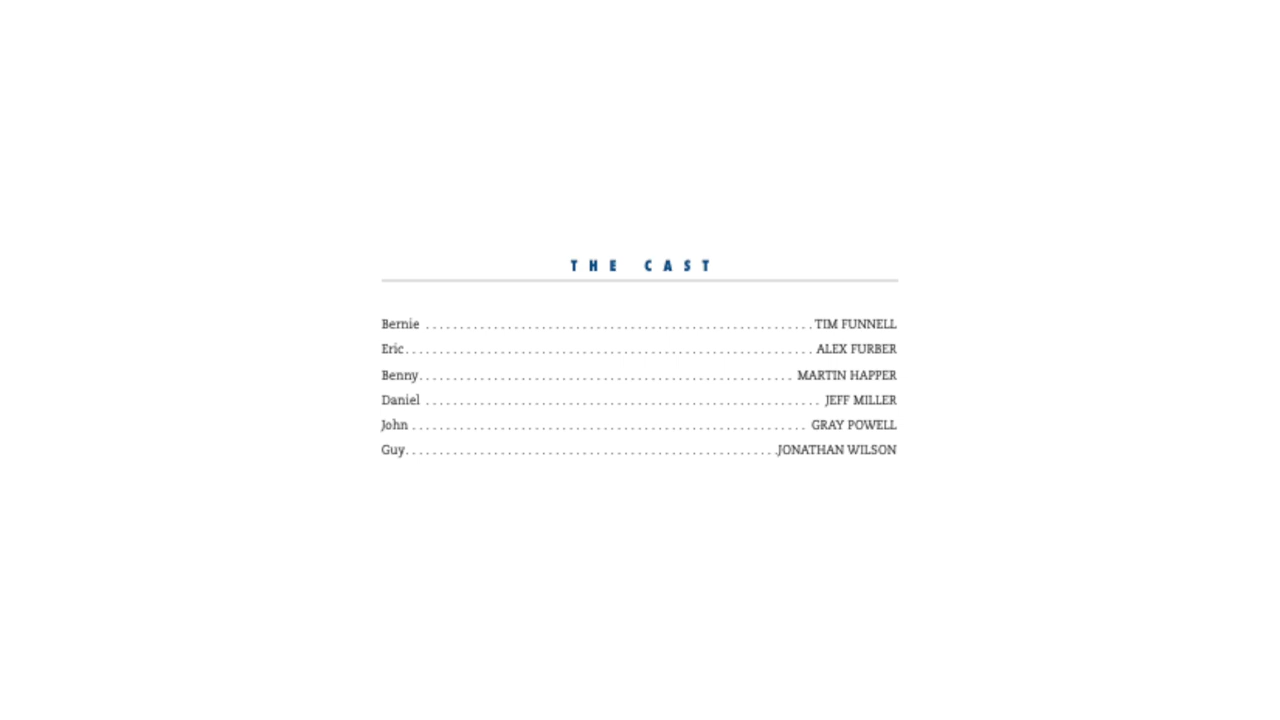 THE CAST
Bernie . . . . . . . . . . . . . . . . . . . . . . . . . . . . . . . . . . . . . . . . . . . . . . . . . . . . . . . . . . . . . . . . . . . . . . . TIM FUNNELL
Eric . . . . . . . . . . . . . . . . . . . . . . . . . . . . . . . . . . . . . . . . . . . . . . . . . . . . . . . . . . . . . . . . . . . . . . . . . . ALEX FURBER
Benny . . . . . . . . . . . . . . . . . . . . . . . . . . . . . . . . . . . . . . . . . . . . . . . . . . . . . . . . . . . . . . . . . . . . MARTIN HAPPER
Daniel . . . . . . . . . . . . . . . . . . . . . . . . . . . . . . . . . . . . . . . . . . . . . . . . . . . . . . . . . . . . . . . . . . . . . . . . JEFF MILLER
John . . . . . . . . . . . . . . . . . . . . . . . . . . . . . . . . . . . . . . . . . . . . . . . . . . . . . . . . . . . . . . . . . . . . . . . . GRAY POWELL
Guy . . . . . . . . . . . . . . . . . . . . . . . . . . . . . . . . . . . . . . . . . . . . . . . . . . . . . . . . . . . . . . . . . . . . JONATHAN WILSON